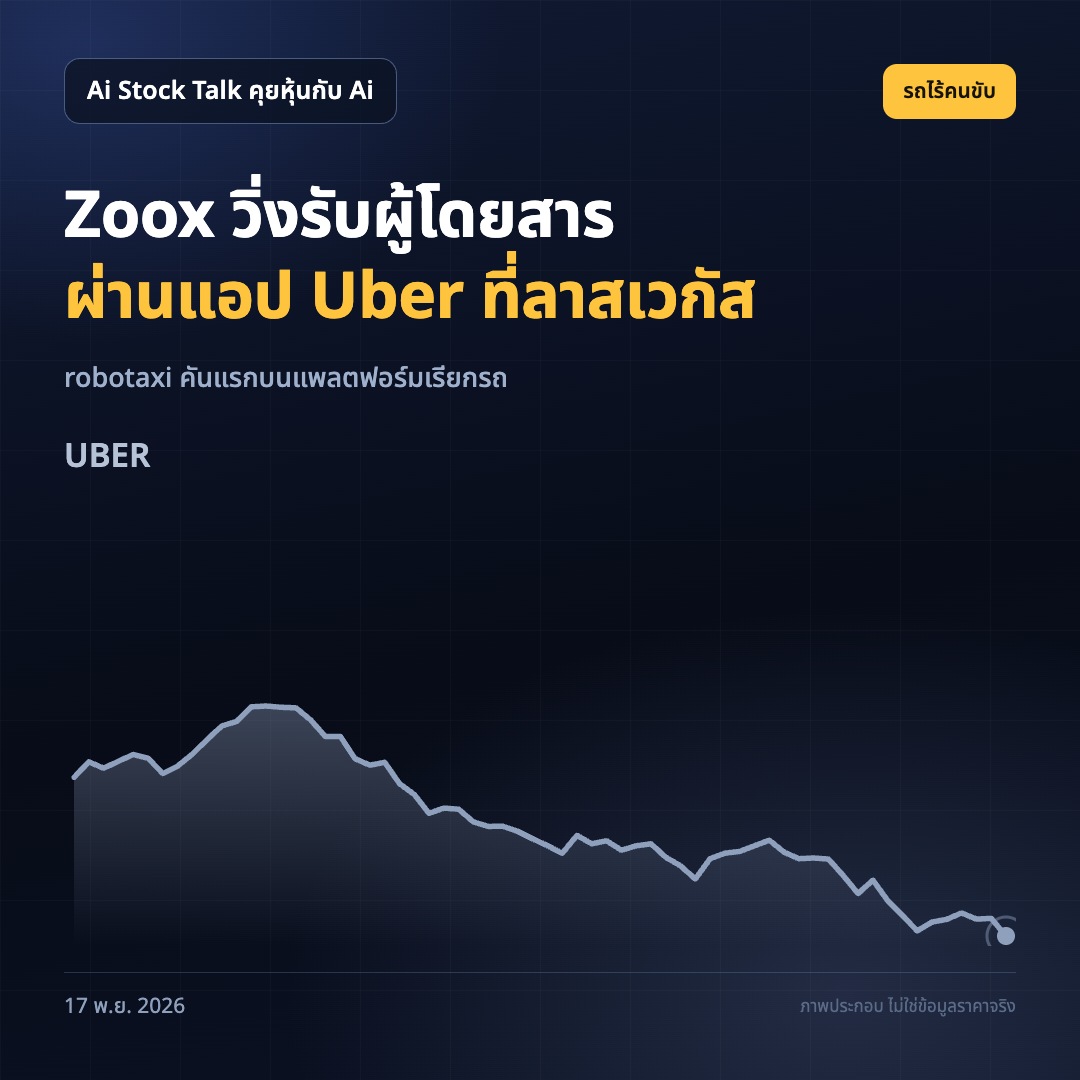 Ai Stock Talk คุยหุ้นกับ Ai
รถไร้คนขับ
Zoox วิ่งรับผู้โดยสาร
ผ่านแอป Uber ที่ลาสเวกัส
robotaxi คันแรกบนแพลตฟอร์มเรียกรถ
UBER
17 พ.ย. 2026
ภาพประกอบ ไม่ใช่ข้อมูลราคาจริง